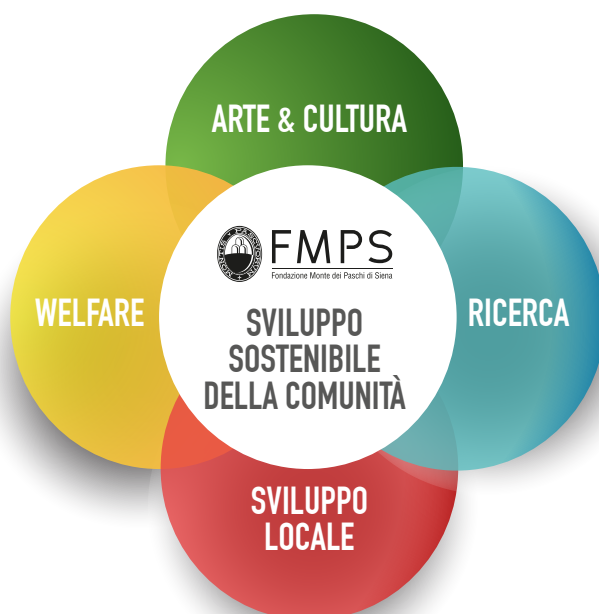 ARTE & CULTURA
FMPS
Fondazione Monte dei Paschi di Siena
WELFARE
RICERCA
SVILUPPO
SOSTENIBILE
DELLA COMUNITÀ
SVILUPPO
LOCALE